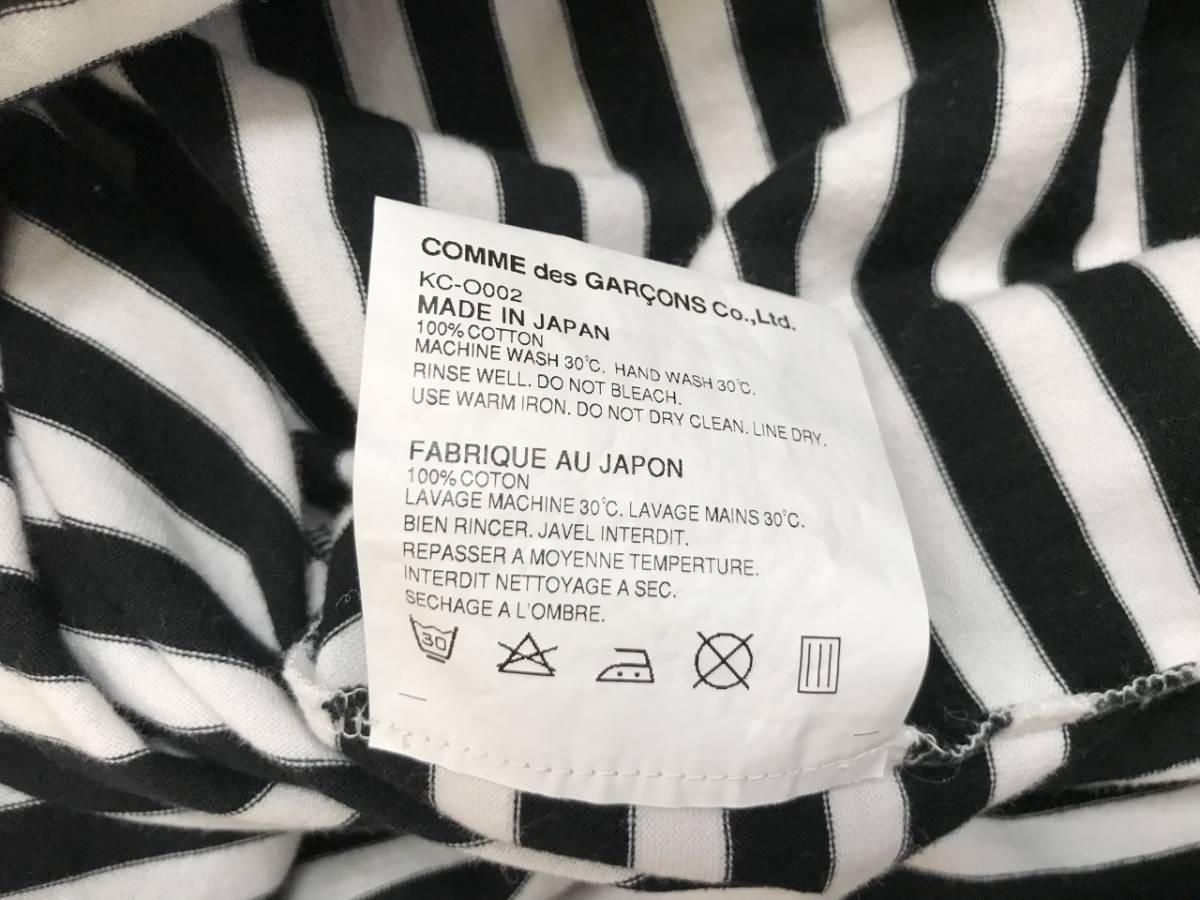 COMME des GARÇONS Co.,Ltd.
KC-O002
MADE IN JAPAN
100% COTTON
MACHINE WASH 30℃. HAND WASH 30℃.
RINSE WELL. DO NOT BLEACH.
USE WARM IRON. DO NOT DRY CLEAN. LINE DRY.
FABRIQUE AU JAPON
100% COTON
LAVAGE MACHINE 30℃. LAVAGE MAINS 30℃.
BIEN RINCER. JAVEL INTERDIT.
REPASSER A MOYENNE TEMPERTURE.
INTERDIT NETTOYAGE A SEC.
SECHAGE A L'OMBRE.
30